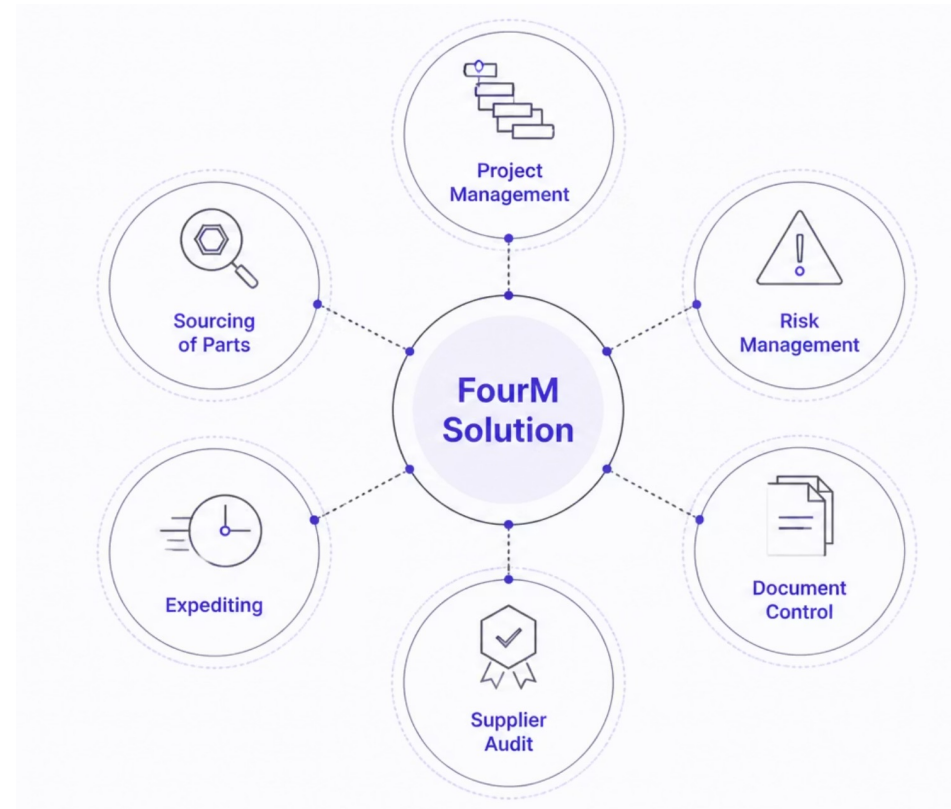 Project
Management
Sourcing
of Parts
Risk
Management
FourM
Solution
Expediting
Document
Control
Supplier
Audit